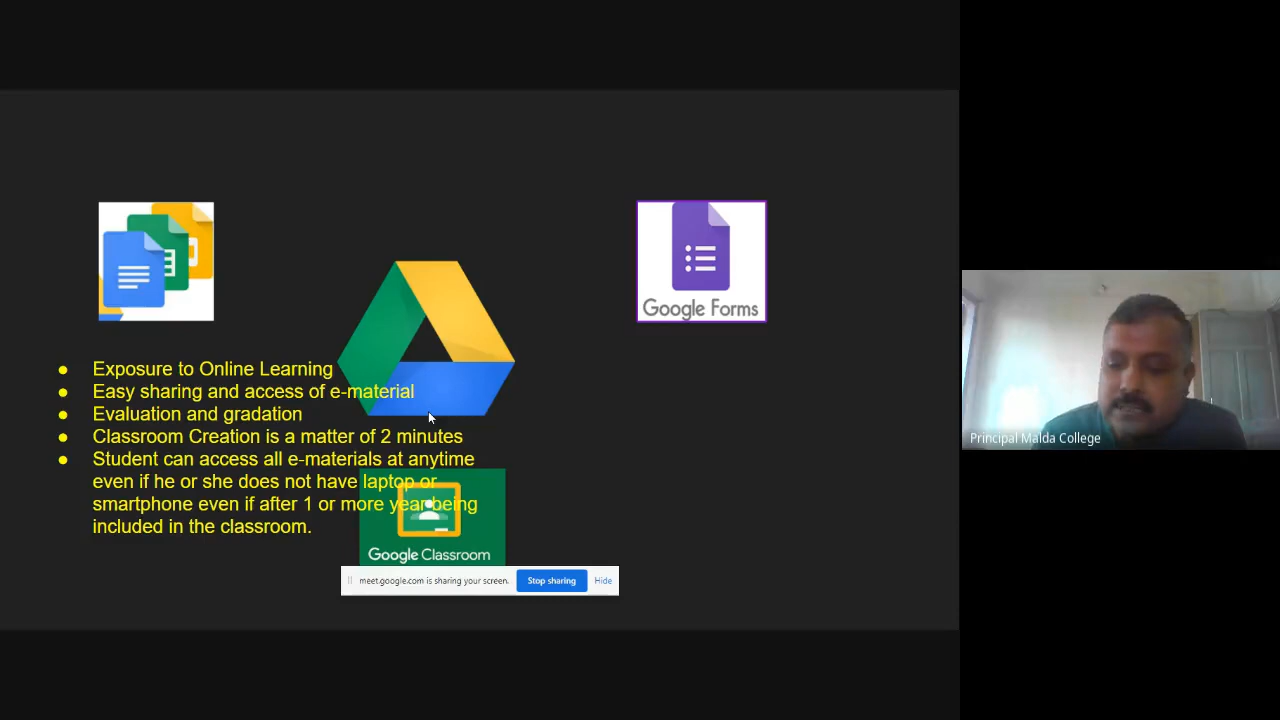 Google Forms
● Exposure to Online Learning
● Easy sharing and access of e-material
● Evaluation and gradation
● Classroom Creation is a matter of 2 minutes
● Student can access all e-materials at anytime
even if he or she does not have laptop or
smartphone even if after 1 or more year being
included in the classroom.
Google Classroom
meet.google.com is sharing your screen. Stop sharing Hide
Principal Malda College